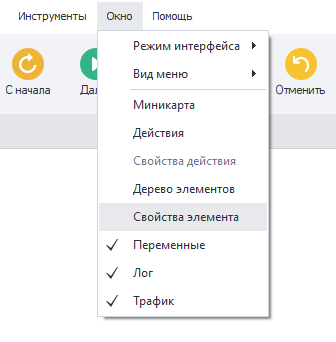 Инструменты Окно Помощь
Режим интерфейса
Вид меню
Миникарта
Действия
Свойства действия
Дерево элементов
Свойства элемента
Переменные
Лог
Трафик
С начала Отменить